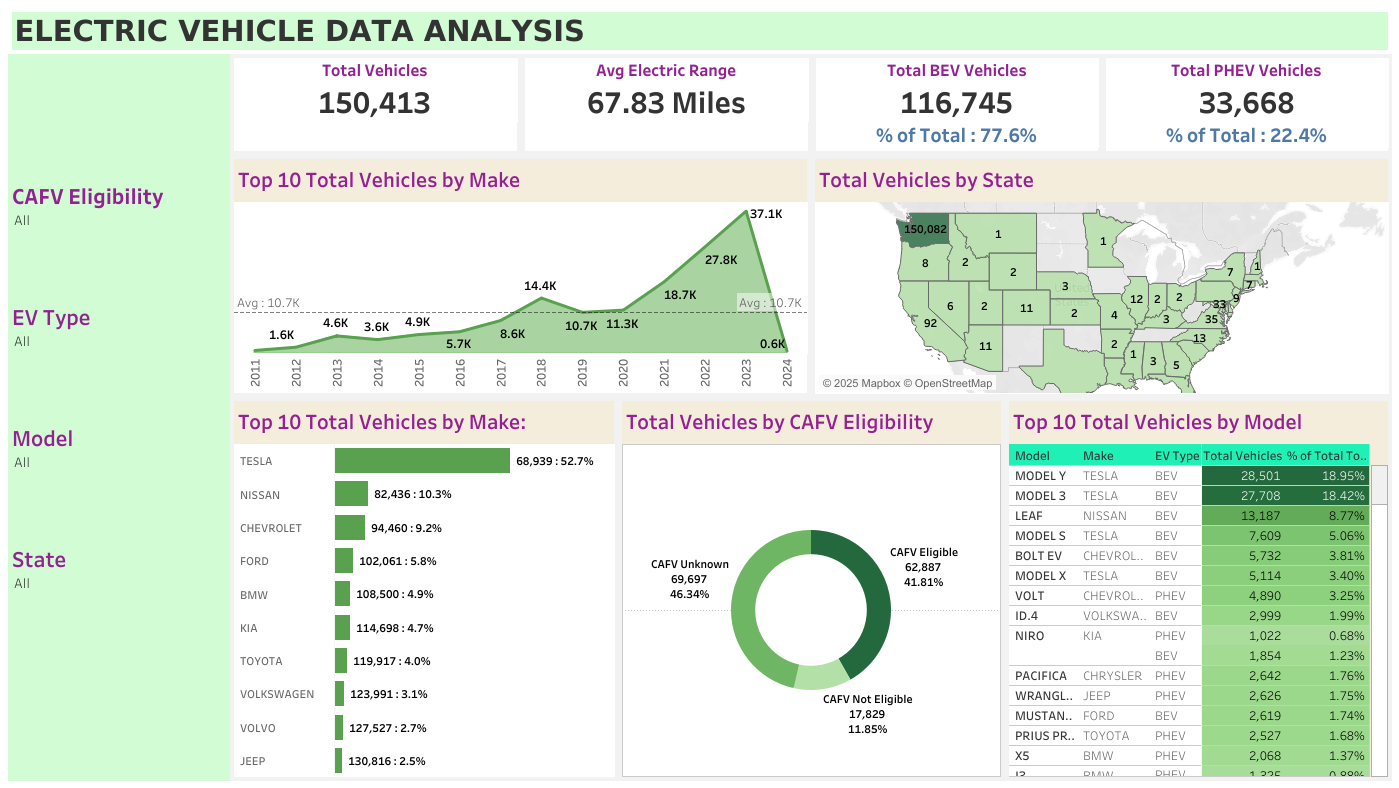 ELECTRIC VEHICLE DATA ANALYSIS
CAFV Eligibility
All
EV Type
All
Model
All
State
All
Total Vehicles
150,413
Avg Electric Range
67.83 Miles
Total BEV Vehicles
116,745
% of Total : 77.6%
Total PHEV Vehicles
33,668
% of Total : 22.4%
Top 10 Total Vehicles by Make
37.1K
27.8K
18.7K
14.4K
Avg : 10.7K
Avg : 10.7K
1.6K
4.6K
3.6K
4.9K
5.7K
8.6K
10.7K
11.3K
0.6K
2011
2012
2013
2014
2015
2016
2017
2018
2019
2020
2021
2022
2023
2024
Total Vehicles by State
150,082
1
1
8
2
2
7
1
7
3
9
6
2
11
2
12
2
2
33
92
4
3
35
11
2
13
1
3
5
© 2025 Mapbox © OpenStreetMap
Top 10 Total Vehicles by Make:
TESLA 68,939 : 52.7%
NISSAN 82,436 : 10.3%
CHEVROLET 94,460 : 9.2%
FORD 102,061 : 5.8%
BMW 108,500 : 4.9%
KIA 114,698 : 4.7%
TOYOTA 119,917 : 4.0%
VOLKSWAGEN 123,991 : 3.1%
VOLVO 127,527 : 2.7%
JEEP 130,816 : 2.5%
Total Vehicles by CAFV Eligibility
CAFV Unknown
69,697
46.34%
CAFV Eligible
62,887
41.81%
CAFV Not Eligible
17,829
11.85%
Top 10 Total Vehicles by Model
Model Make EV Type Total Vehicles % of Total To..
MODEL Y TESLA BEV 28,501 18.95%
MODEL 3 TESLA BEV 27,708 18.42%
LEAF NISSAN BEV 13,187 8.77%
MODEL S TESLA BEV 7,609 5.06%
BOLT EV CHEVROL.. BEV 5,732 3.81%
MODEL X TESLA BEV 5,114 3.40%
VOLT CHEVROL.. PHEV 4,890 3.25%
ID.4 VOLKSWA.. BEV 2,999 1.99%
NIRO KIA PHEV 1,022 0.68%
BEV 1,854 1.23%
PACIFICA CHRYSLER PHEV 2,642 1.76%
WRANGL.. JEEP PHEV 2,626 1.75%
MUSTAN.. FORD BEV 2,619 1.74%
PRIUS PR.. TOYOTA PHEV 2,527 1.68%
X5 BMW PHEV 2,068 1.37%
BMW PHEV